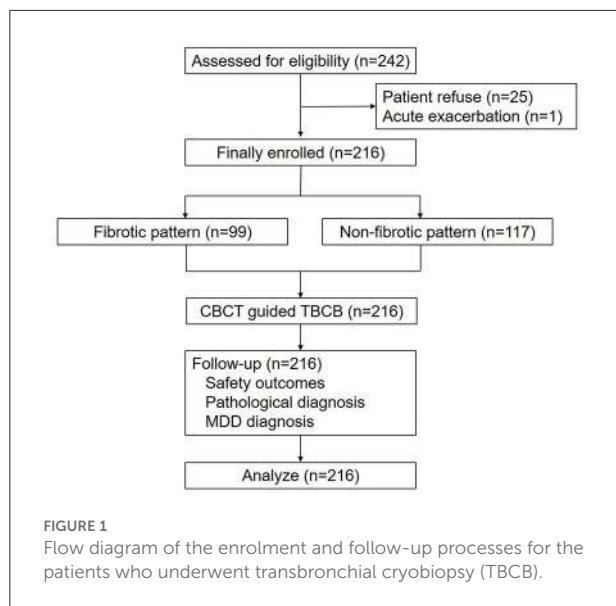 Assessed for eligibility (n=242)
Patient refuse (n=25)
Acute exacerbation (n=1)
Finally enrolled (n=216)
Fibrotic pattern (n=99)
Non-fibrotic pattern (n=117)
CBCT guided TBCB (n=216)
Follow-up (n=216)
Safety outcomes
Pathological diagnosis
MDD diagnosis
Analyze (n=216)
FIGURE 1
Flow diagram of the enrolment and follow-up processes for the
patients who underwent transbronchial cryobiopsy (TBCB).